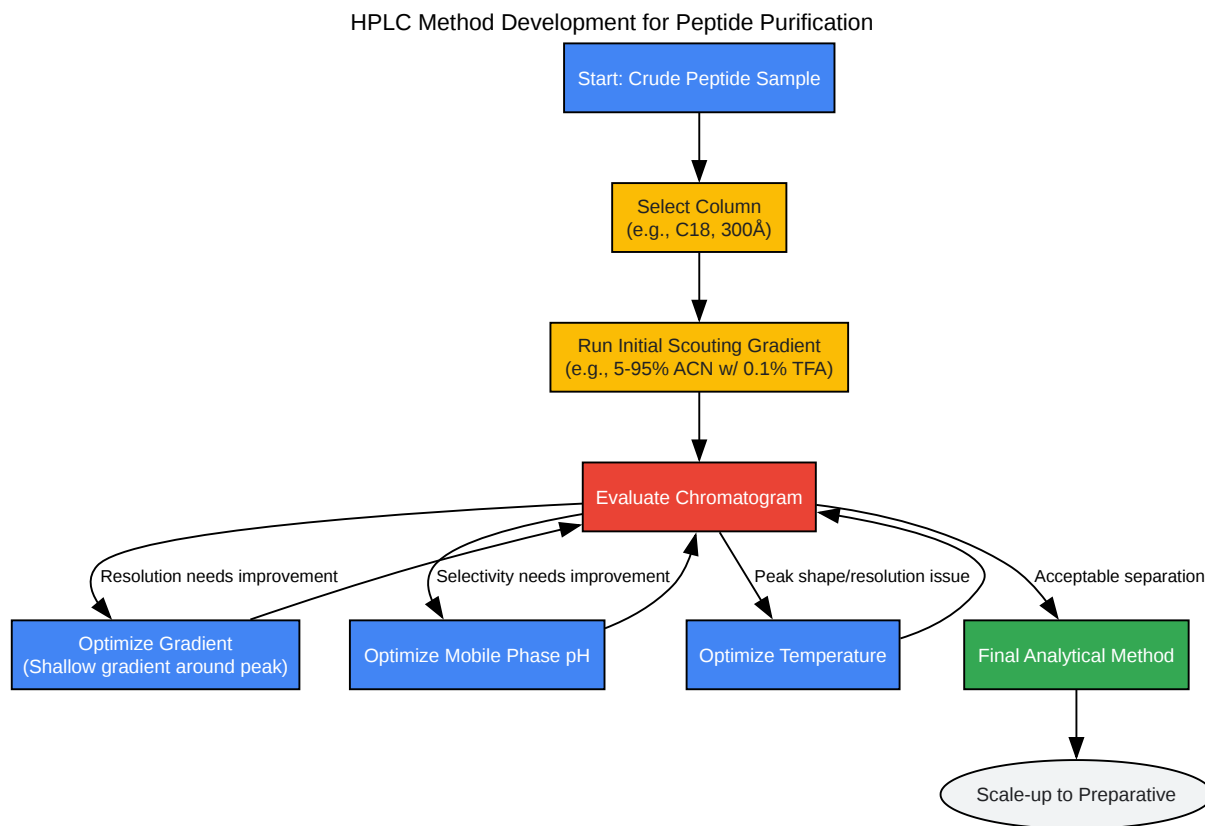 HPLC Method Development for Peptide Purification
Start: Crude Peptide Sample
Select Column
(e.g., C18, 300Å)
Run Initial Scouting Gradient
(e.g., 5-95% ACN w/ 0.1% TFA)
Evaluate Chromatogram
Resolution needs improvement
Selectivity needs improvement
Peak shape/resolution issue
Acceptable separation
Optimize Gradient
(Shallow gradient around peak)
Optimize Mobile Phase pH
Optimize Temperature
Final Analytical Method
Scale-up to Preparative